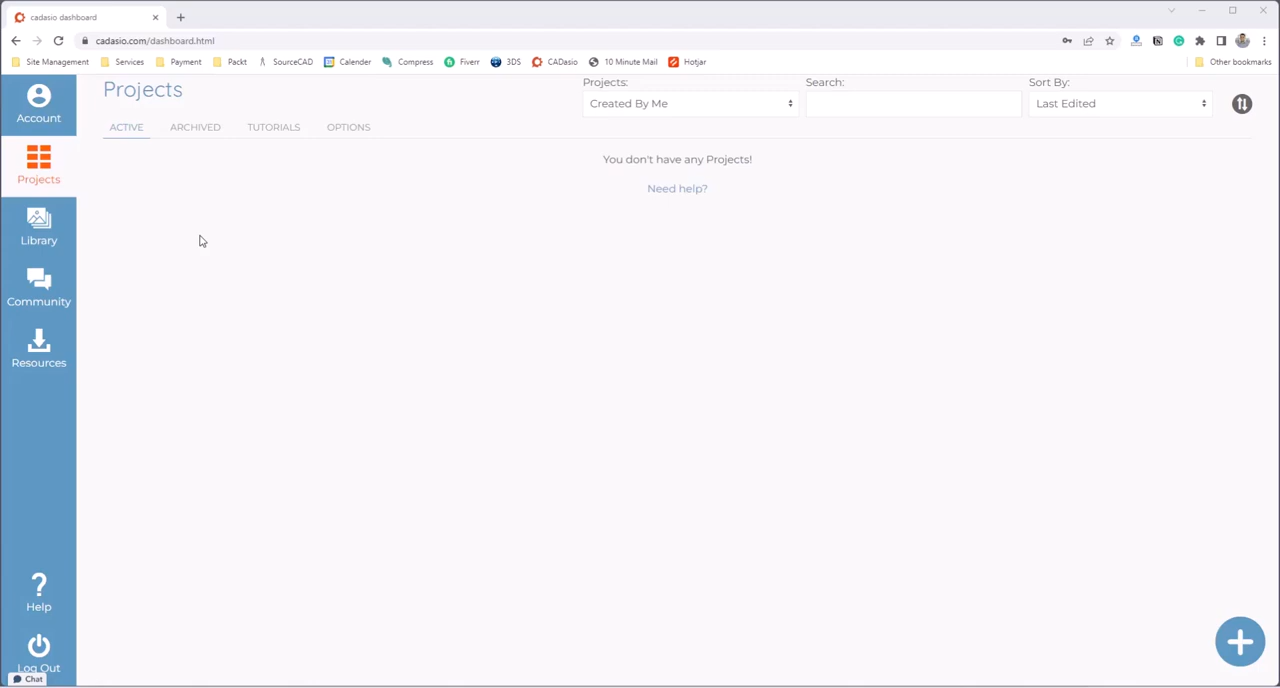 cadasio dashboard
cadasio.com/dashboard.html
Site Management Services Payment Packt SourceCAD Calender Compress Fiverr 3DS CADasio 10 Minute Mail Hotjar Other bookmarks
Account
Projects
Library
Community
Resources
Help
Log Out
Chat
Projects
Projects: Search: Sort By:
Created By Me Last Edited
ACTIVE ARCHIVED TUTORIALS OPTIONS
You don't have any Projects!
Need help?